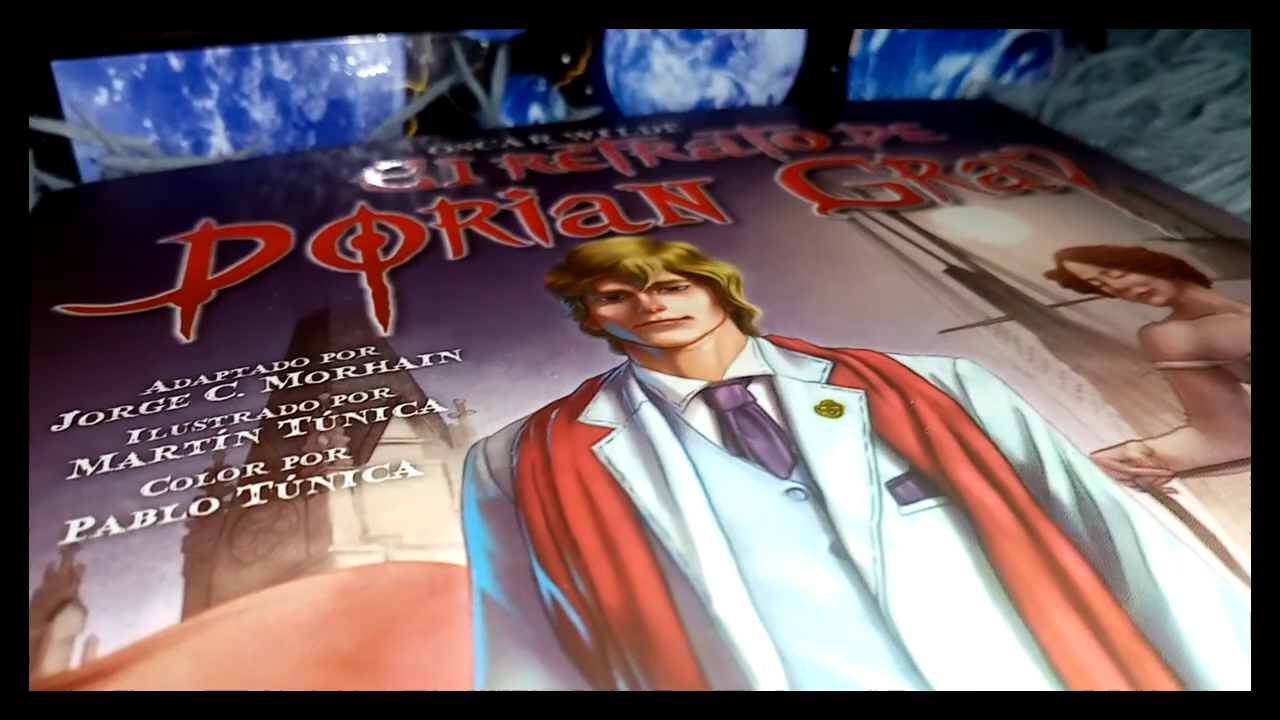 OSCAR WILDE
El retrato de
Dorian Gray
Adaptado por
Jorge C. Morhain
Ilustrado por
Martín Túnica
Color por
Pablo Túnica